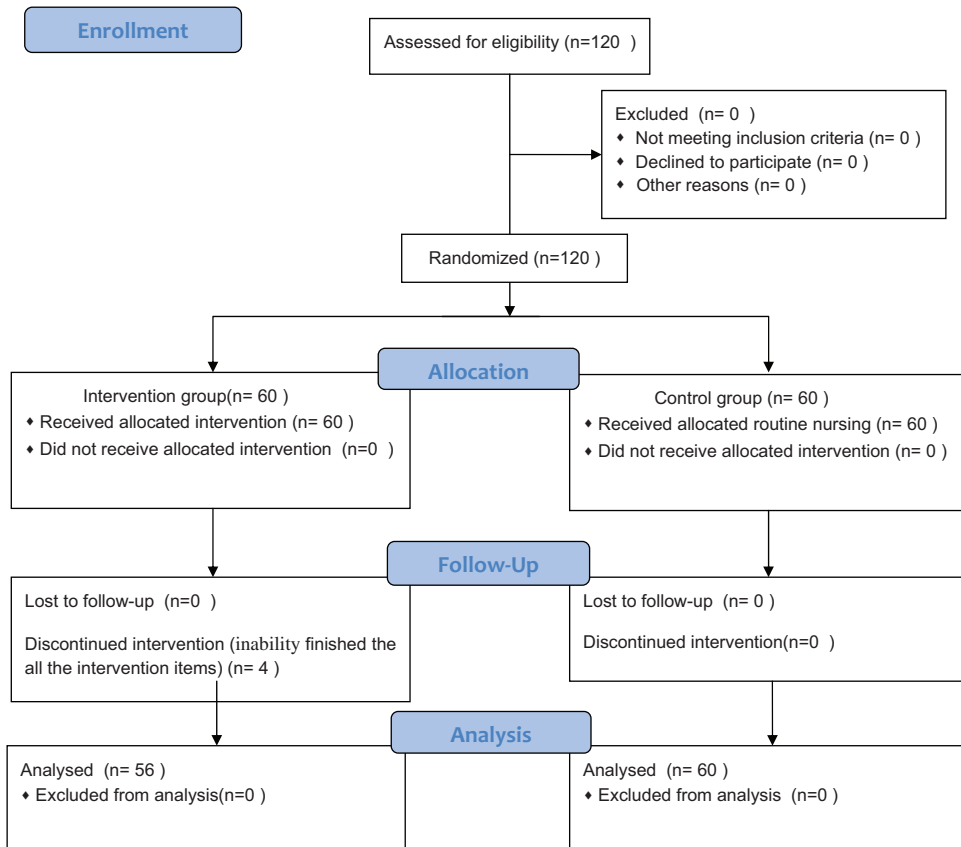 Enrollment
Assessed for eligibility (n=120 )
Excluded (n= 0 )
♦ Not meeting inclusion criteria (n= 0 )
♦ Declined to participate (n= 0 )
♦ Other reasons (n= 0 )
Randomized (n=120 )
Allocation
Intervention group(n= 60 )
♦ Received allocated intervention (n= 60 )
♦ Did not receive allocated intervention (n=0 )
Control group (n= 60 )
♦ Received allocated routine nursing (n= 60 )
♦ Did not receive allocated intervention (n= 0 )
Follow-Up
Lost to follow-up (n=0 )
Discontinued intervention (inability finished the
all the intervention items) (n= 4 )
Lost to follow-up (n= 0 )
Discontinued intervention(n=0 )
Analysis
Analysed (n= 56 )
♦ Excluded from analysis(n=0 )
Analysed (n= 60 )
♦ Excluded from analysis (n=0 )